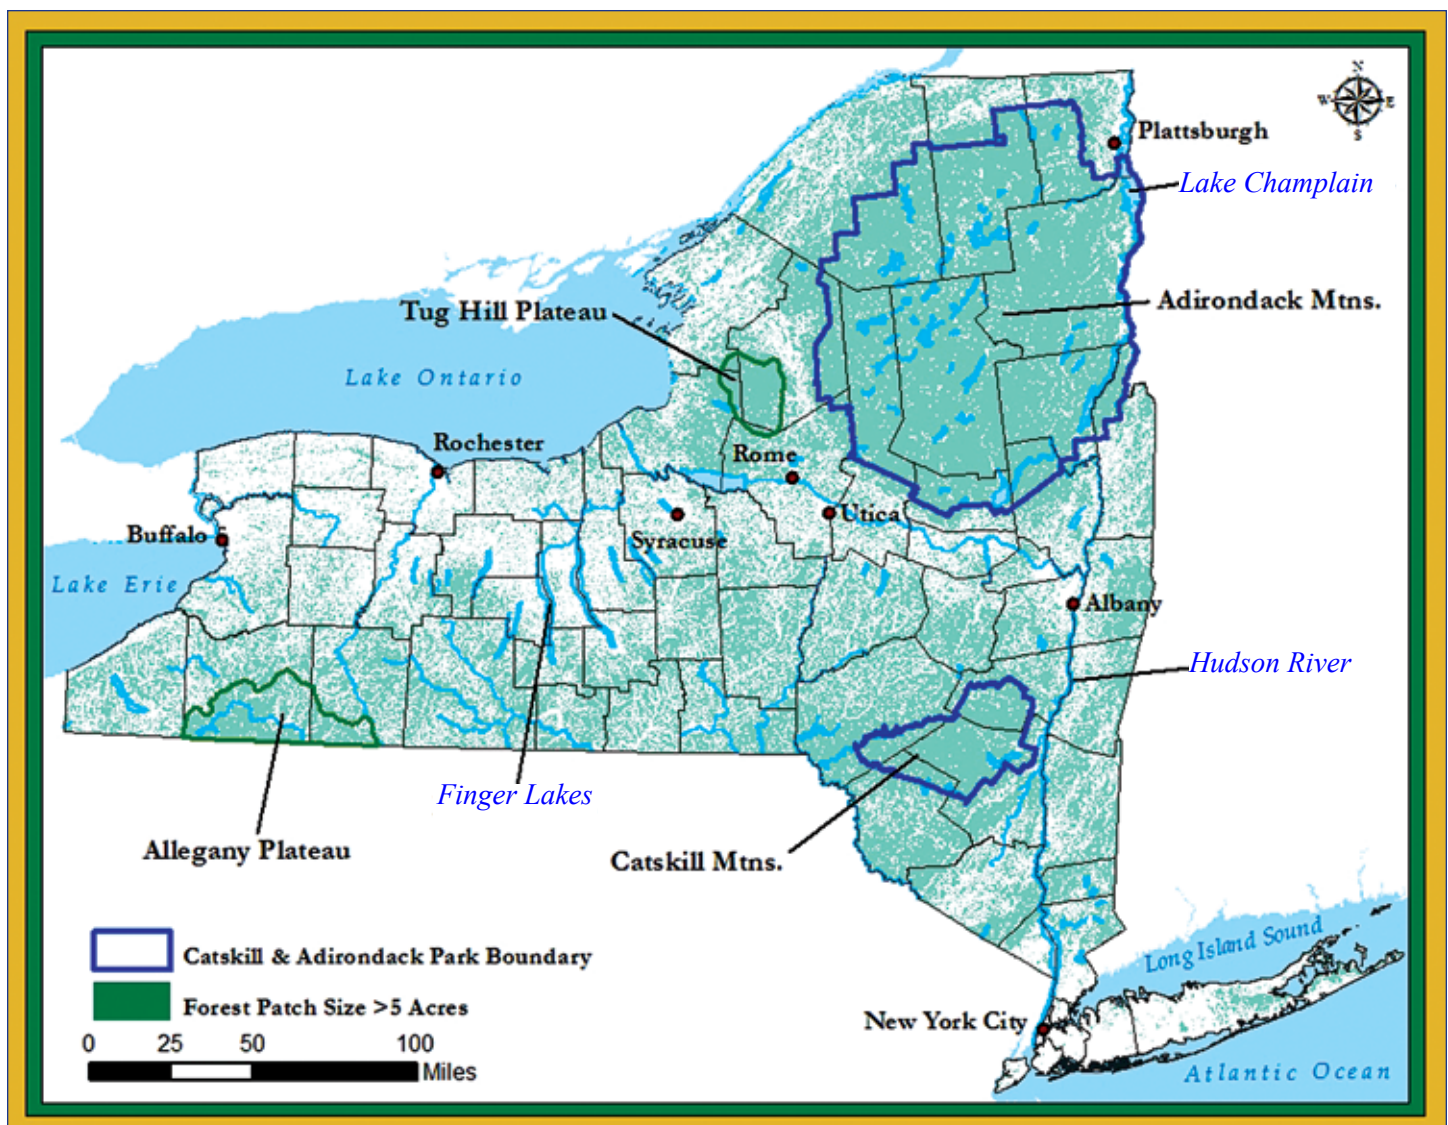 N
W E
S
Plattsburgh
Lake Champlain
Tug Hill Plateau
Adirondack Mtns.
Lake Ontario
Rochester
Rome
Buffalo
Syracuse
Utica
Lake Erie
Albany
Hudson River
Finger Lakes
Allegany Plateau
Catskill Mtns.
Catskill & Adirondack Park Boundary
Forest Patch Size >5 Acres
Long Island Sound
New York City
0 25 50 100
Miles
Atlantic Ocean